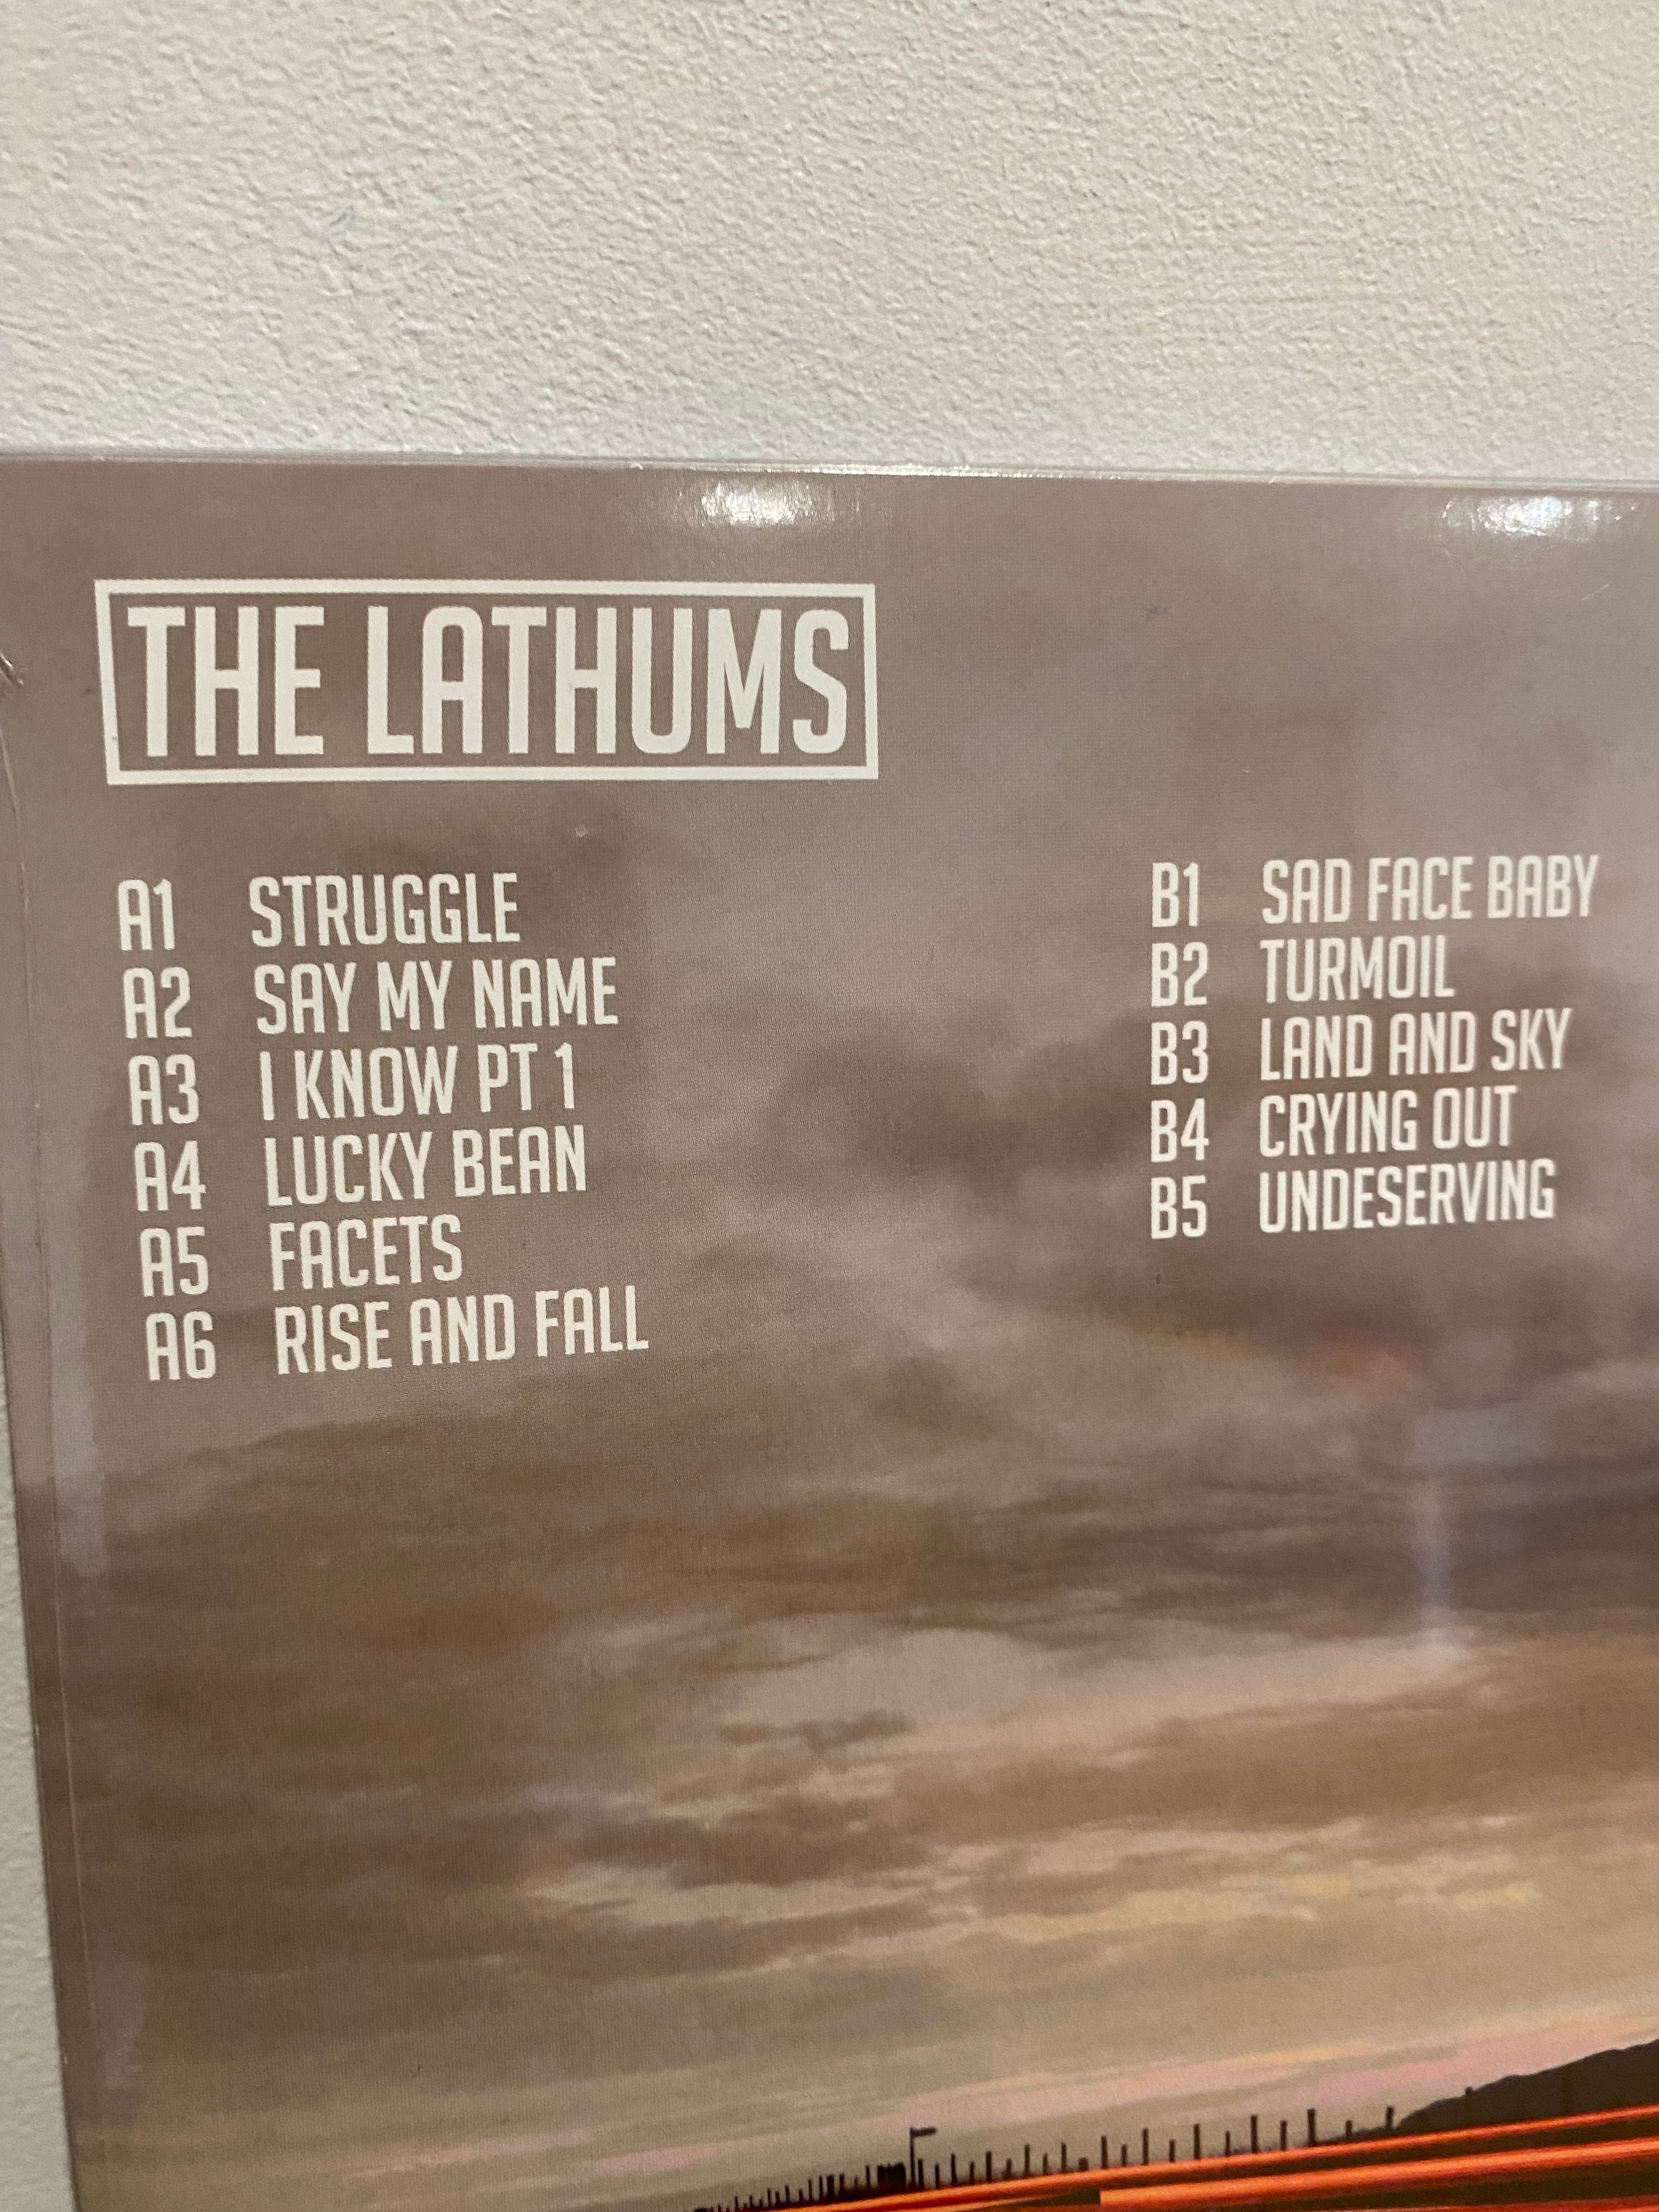 THE LATHUMS
A1 STRUGGLE
A2 SAY MY NAME
A3 I KNOW PT 1
A4 LUCKY BEAN
A5 FACETS
A6 RISE AND FALL
B1 SAD FACE BABY
B2 TURMOIL
B3 LAND AND SKY
B4 CRYING OUT
B5 UNDESERVING